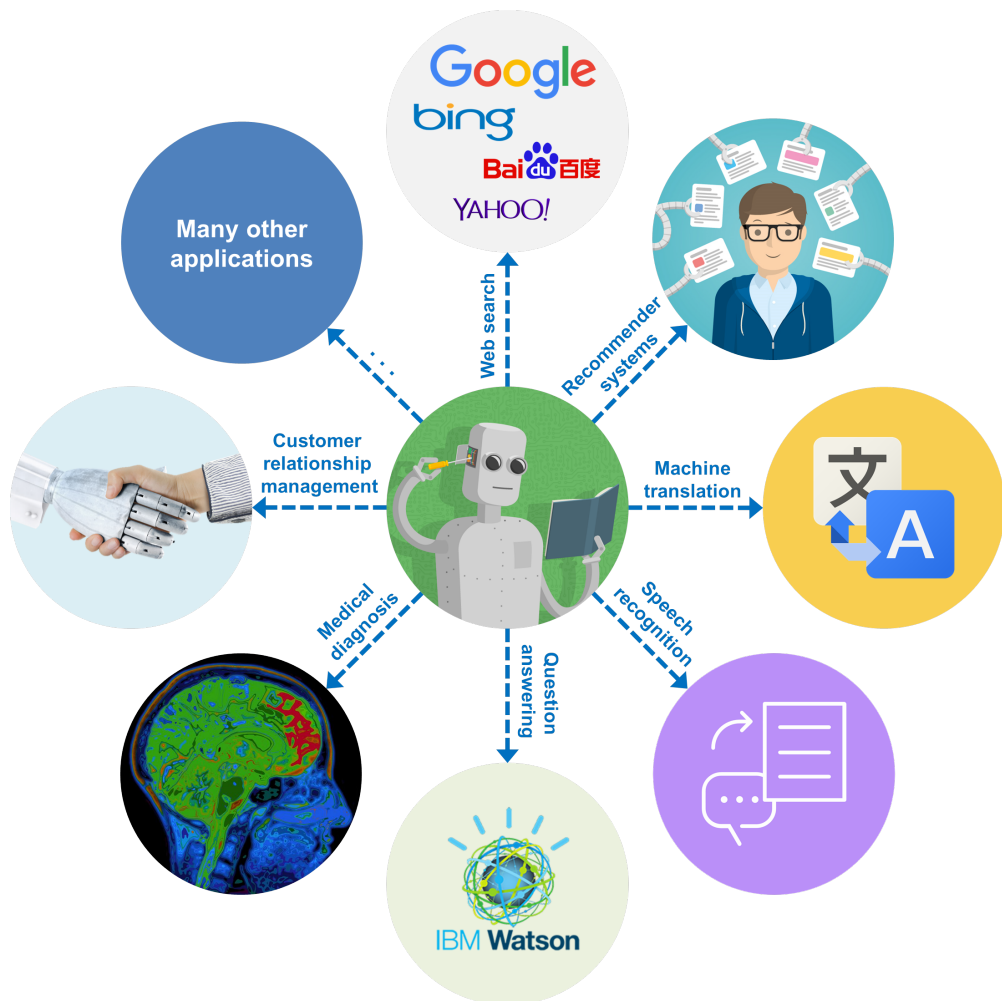 Google
bing
Bai du 百度
YAHOO!
Many other
applications
Web search
Recommender
systems
Customer
relationship
management
Machine
translation
文
A
Medical
diagnosis
Speech
recognition
Question
answering
...
IBM Watson